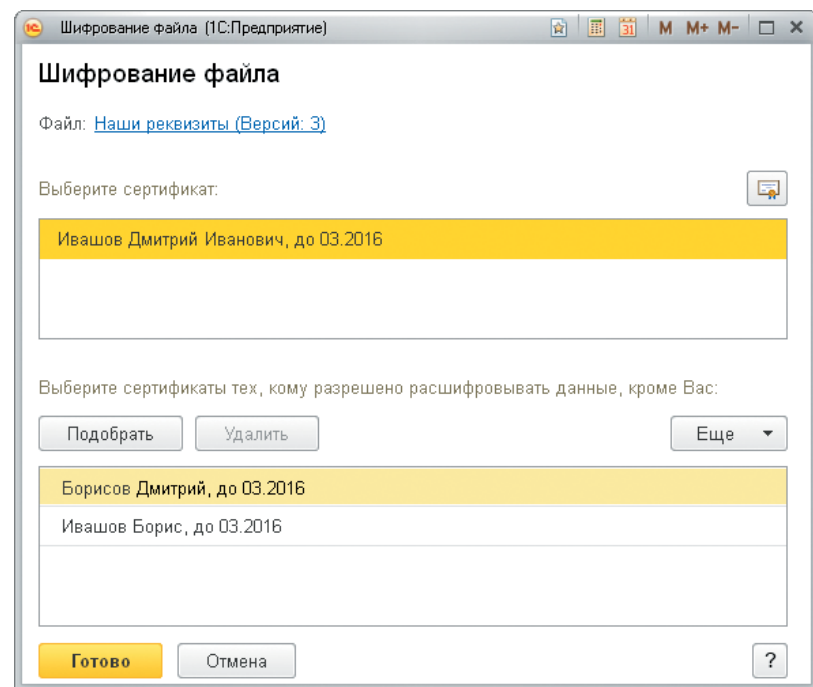 1С Шифрование файла (1С:Предприятие) 31 M M+ M-
Шифрование файла
Файл: Наши реквизиты (Версий: 3)
Выберите сертификат:
Ивашов Дмитрий Иванович, до 03.2016
Выберите сертификаты тех, кому разрешено расшифровывать данные, кроме Вас:
Подобрать Удалить Еще
Борисов Дмитрий, до 03.2016
Ивашов Борис, до 03.2016
Готово Отмена ?